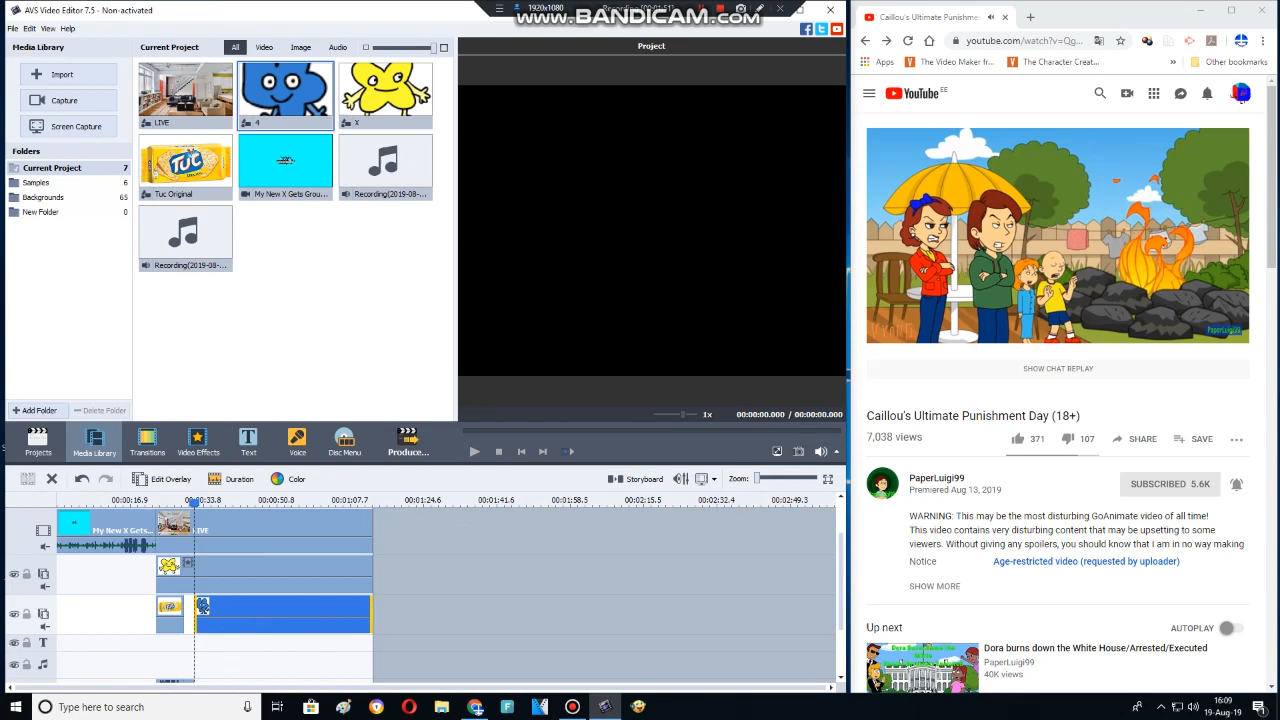 AVS Video Editor 7.5 - Non-activated
1920x1080
Recording [00:01:51]
www.BANDICAM.com
File Edit View Help
Media Library
Import
Capture
Screen Capture
Folders
Current Project 7
Samples 6
Backgrounds 65
New Folder 0
Add Folder
Delete Folder
Current Project
All
Video
Image
Audio
LIVE
4
X
TUC
Tuc Original
My New X Gets Grou...
Recording(2019-08-...
Recording(2019-08-...
Project
1x
00:00:00.000 / 00:00:00.000
Projects
Media Library
Transitions
Video Effects
Text
Voice
Disc Menu
Produce...
Edit Overlay
Duration
Color
Storyboard
Zoom:
00:00:16.9
00:00:33.8
00:00:50.8
00:01:07.7
00:01:24.6
00:01:41.6
00:01:58.5
00:02:15.5
00:02:32.4
00:02:49.3
My New X Gets...
LIVE
T
Type here to search
Caillou's Ultimate Punishme
youtube.com/watch?v=Qg...
Apps
The Video Maker fr...
The Character Creat...
»
Other bookmarks
YouTube EE
VYOND
PaperLuigi99
SHOW CHAT REPLAY
Caillou's Ultimate Punishment Day (18+)
7,038 views
371
107
SHARE
SAVE
PaperLuigi99
Premiered Aug 13, 2019
SUBSCRIBED 5.6K
WARNING: This may be the most disturbing GoAnimate video of all time!
This video contains very disturbing content that may be upsetting to some
viewers. Without giving any spoilers, you should know that I am in no way making
Notice
Age-restricted video (requested by uploader)
SHOW MORE
Up next
AUTOPLAY
Dora burns down the White House/Arrested/Executed
PaperLuigi99
40K views
16:09
19-Aug-19